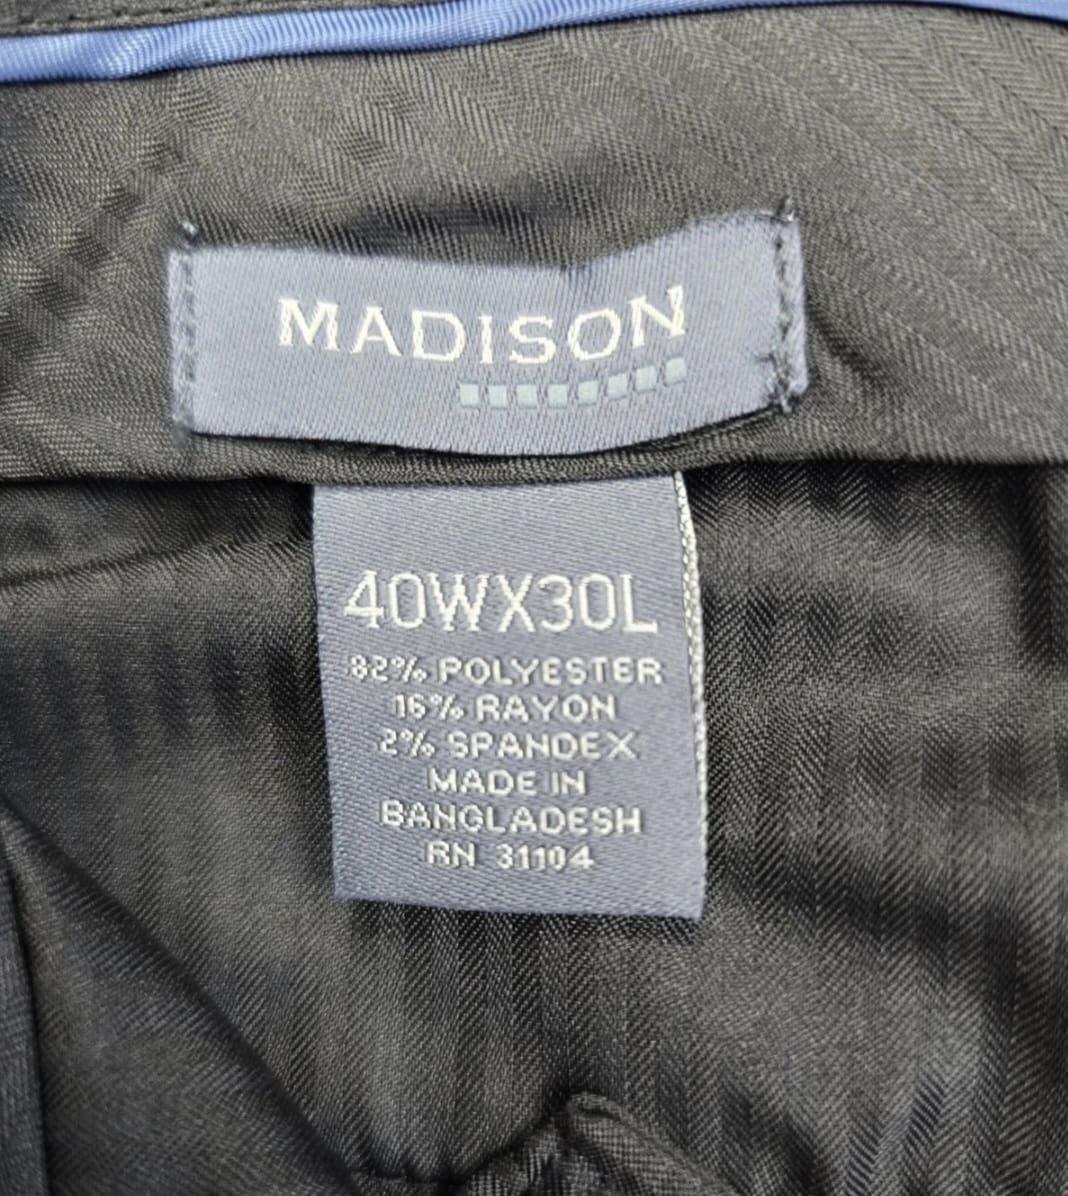 MADISON
40WX30L
82% POLYESTER
16% RAYON
2% SPANDEX
MADE IN
BANGLADESH
RN 31104